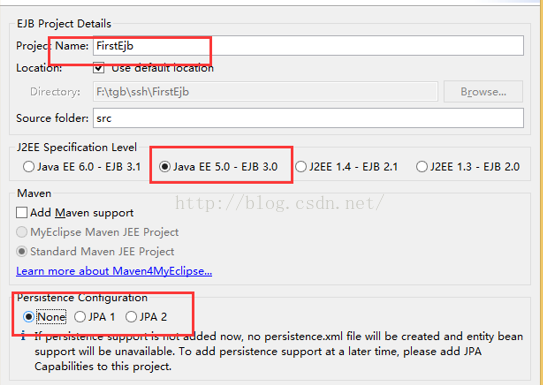 EJB Project Details
Project Name: FirstEjb
Location: Use default location
Directory: F:\tgb\ssh\FirstEjb Browse...
Source folder: src
J2EE Specification Level
Java EE 6.0 - EJB 3.1 Java EE 5.0 - EJB 3.0 J2EE 1.4 - EJB 2.1 J2EE 1.3 - EJB 2.0
http://blog.csdn.net/
Maven
Add Maven support
MyEclipse Maven JEE Project
Standard Maven JEE Project
Learn more about Maven4MyEclipse...
Persistence Configuration
None JPA 1 JPA 2
If persistence support is not added now, no persistence.xml file will be created and entity bean
support will be unavailable. To add persistence support at a later time, please add JPA
Capabilities to this project.